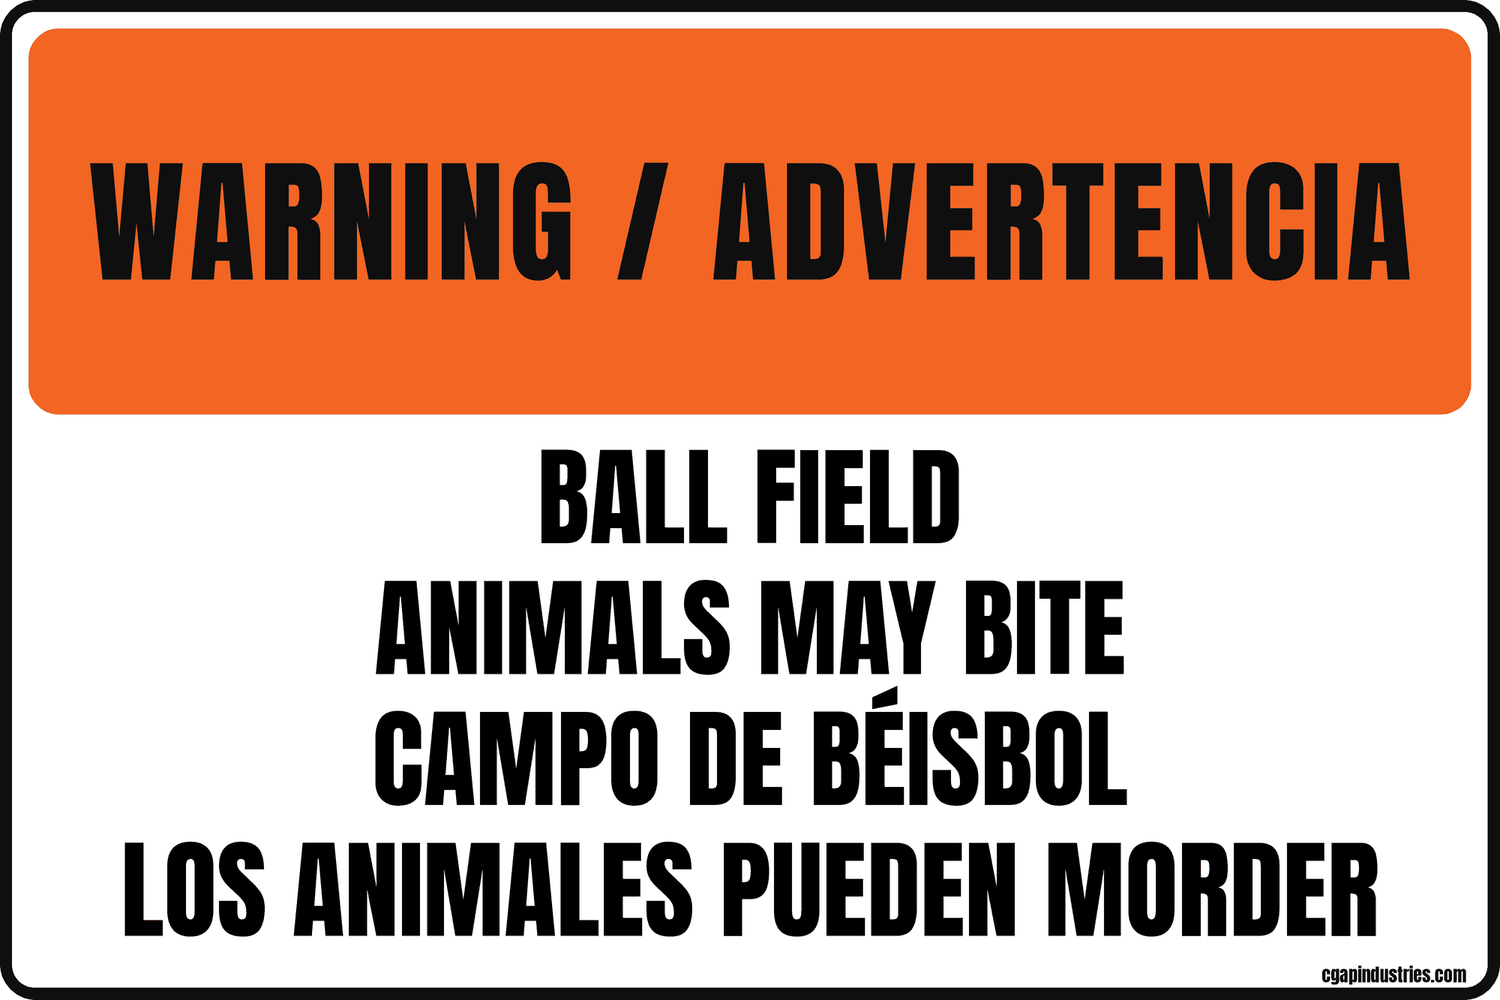 WARNING / ADVERTENCIA
BALL FIELD
ANIMALS MAY BITE
CAMPO DE BÉISBOL
LOS ANIMALES PUEDEN MORDER
cgapindustries.com